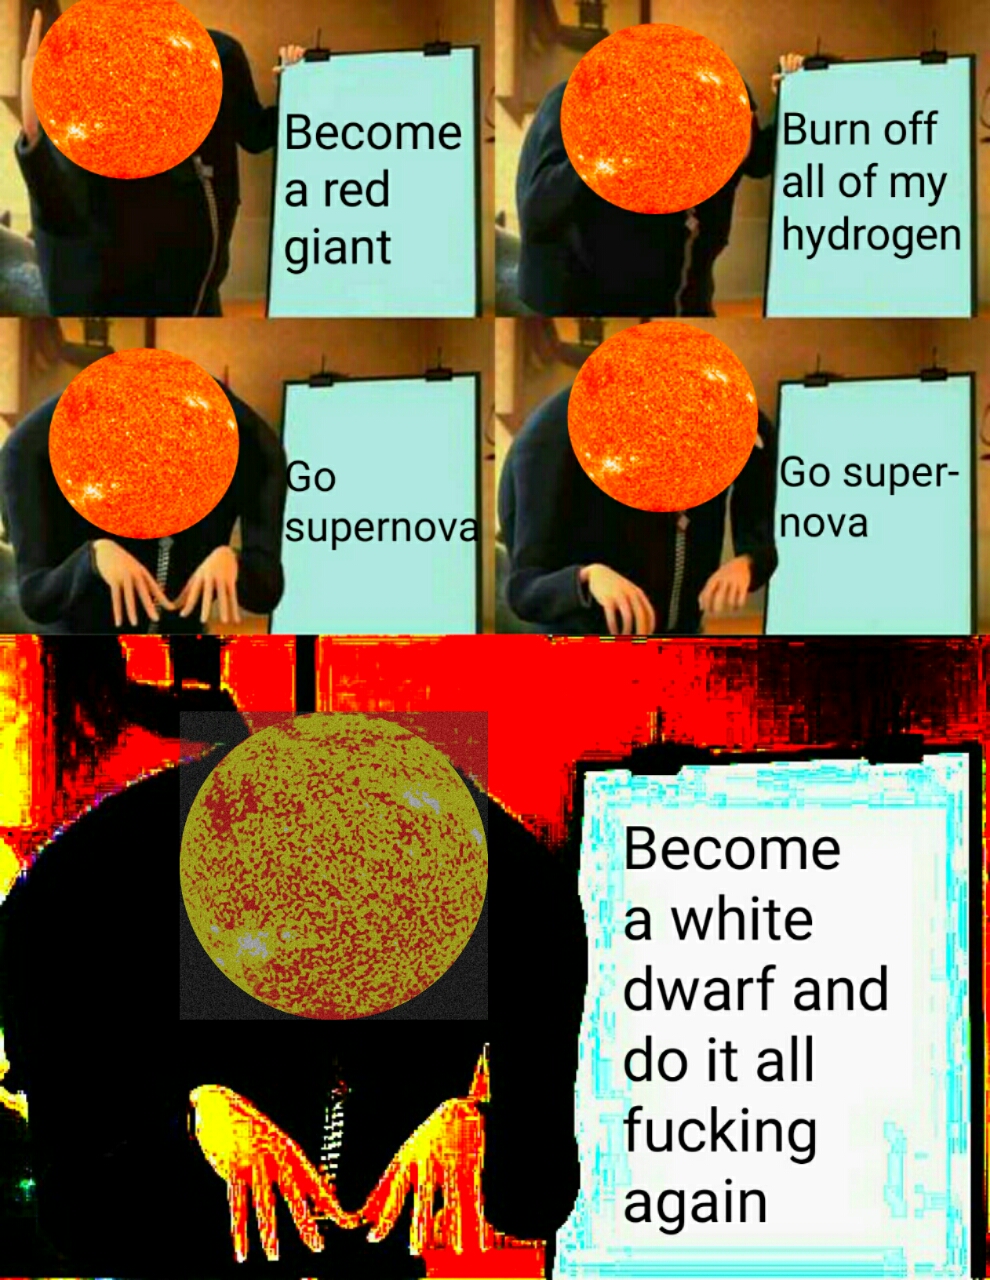 Become
a red
giant
Burn off
all of my
hydrogen
Go
supernova
Go super-
nova
Become
a white
dwarf and
do it all
fucking
again